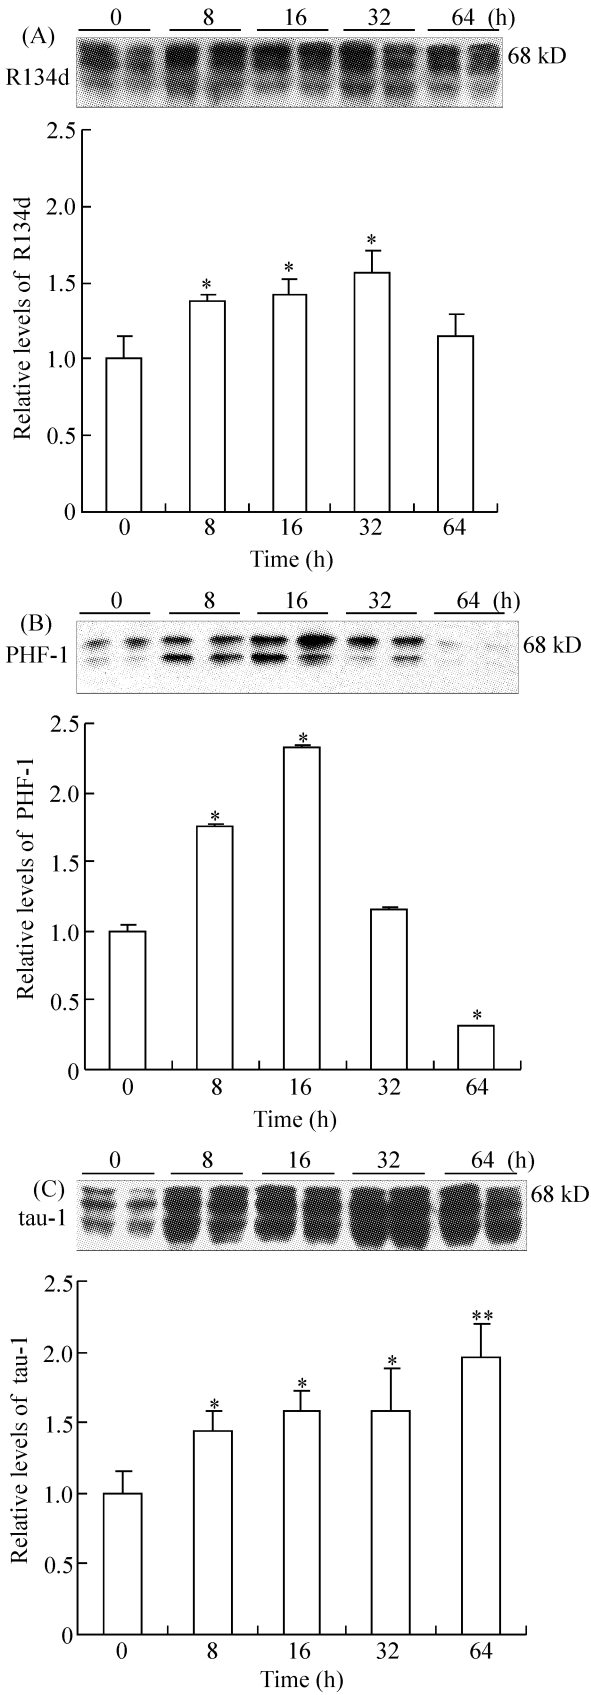 0 8 16 32 64 (h)
(A)
R134d
68 kD
2.5
2.0
1.5
1.0
0.5
0
Relative levels of R134d
* * *
0 8 16 32 64
Time (h)
0 8 16 32 64 (h)
(B)
PHF-1
68 kD
2.5
2.0
1.5
1.0
0.5
0
Relative levels of PHF-1
* * *
0 8 16 32 64
Time (h)
0 8 16 32 64 (h)
(C)
tau-1
68 kD
2.5
2.0
1.5
1.0
0.5
0
Relative levels of tau-1
* * * **
0 8 16 32 64
Time (h)